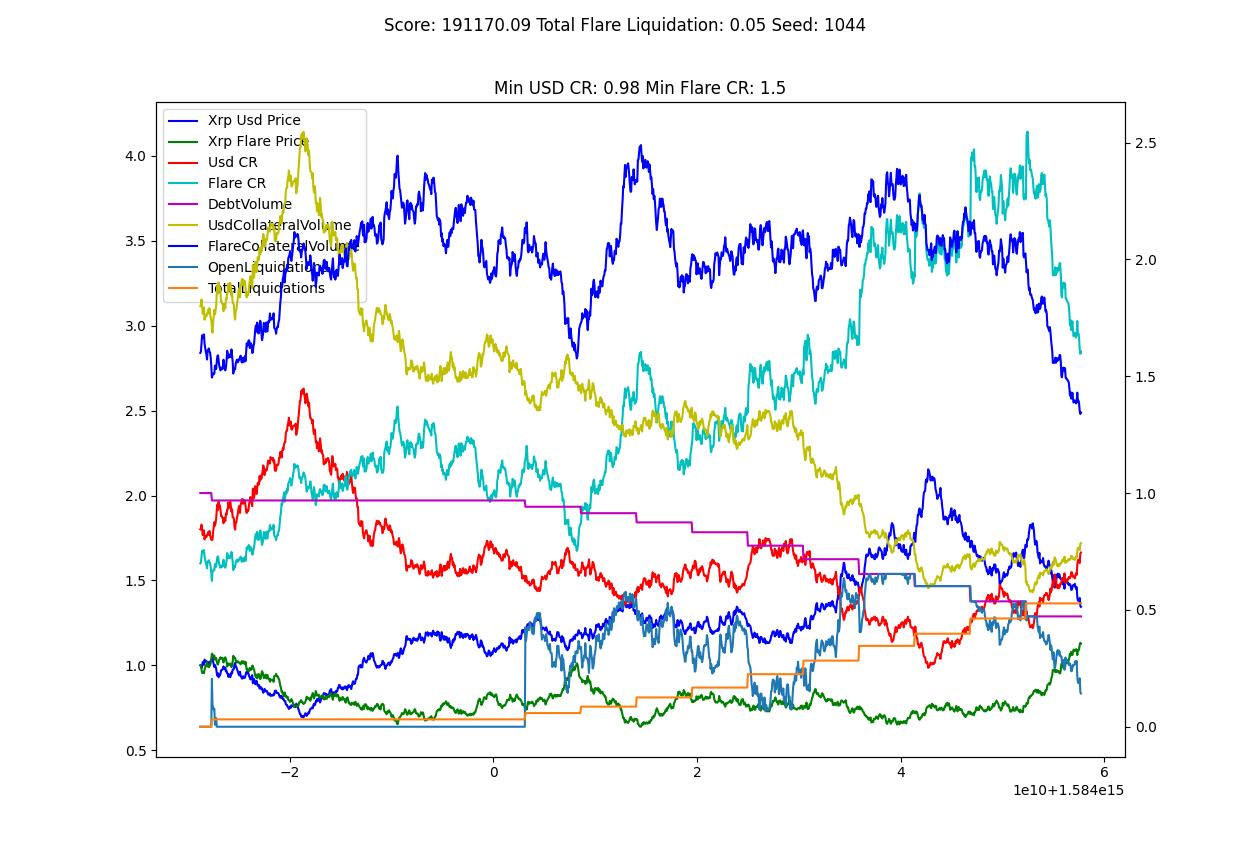 Score: 191170.09 Total Flare Liquidation: 0.05 Seed: 1044
Min USD CR: 0.98 Min Flare CR: 1.5
Xrp Usd Price
Xrp Flare Price
Usd CR
Flare CR
DebtVolume
UsdCollateralVolume
FlareCollateralVolume
OpenLiquidations
TotalLiquidations
4.0
3.5
3.0
2.5
2.0
1.5
1.0
0.5
2.5
2.0
1.5
1.0
0.5
0.0
−2 0 2 4 6
1e10+1.584e15